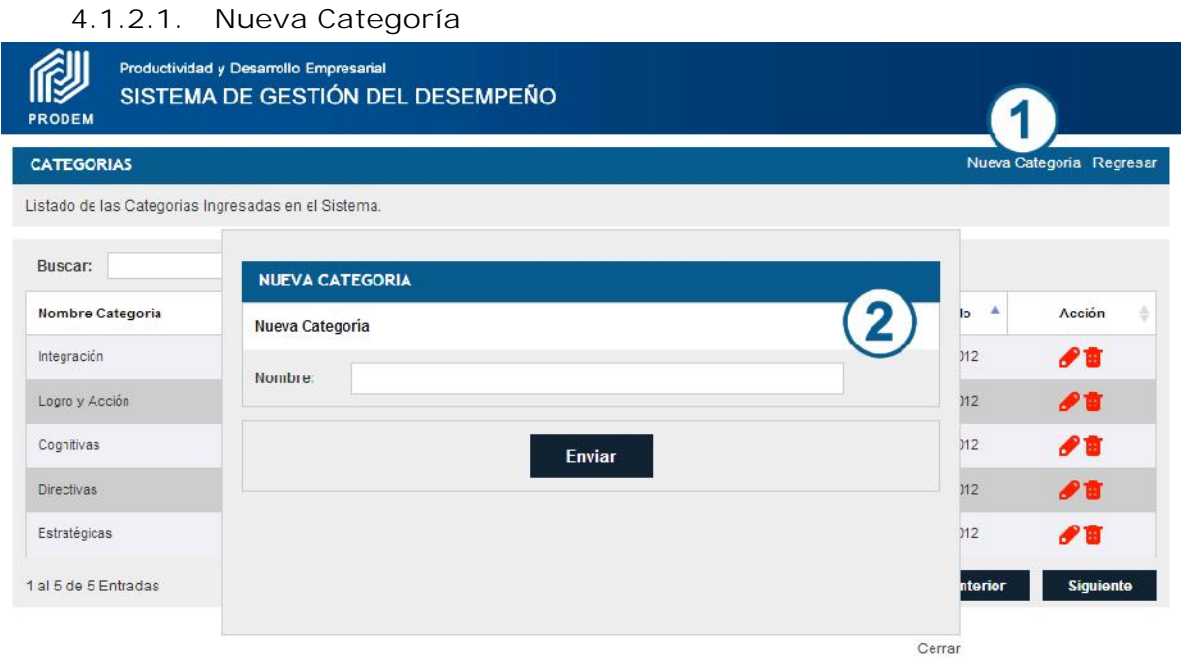 4.1.2.1. Nueva Categoría
Productividad y Desarrollo Empresarial
SISTEMA DE GESTIÓN DEL DESEMPEÑO
PRODEM
1
CATEGORIAS Nueva Categoria Regresar
Listado de las Categorias Ingresadas en el Sistema.
Buscar:
NUEVA CATEGORIA
Nombre Categoria
Acción
Nueva Categoría
2
Nombre:
Integración
Logro y Acción
Cognitivas
Directivas
Estratégicas
Enviar
1 al 5 de 5 Entradas
Siguiente
Cerrar